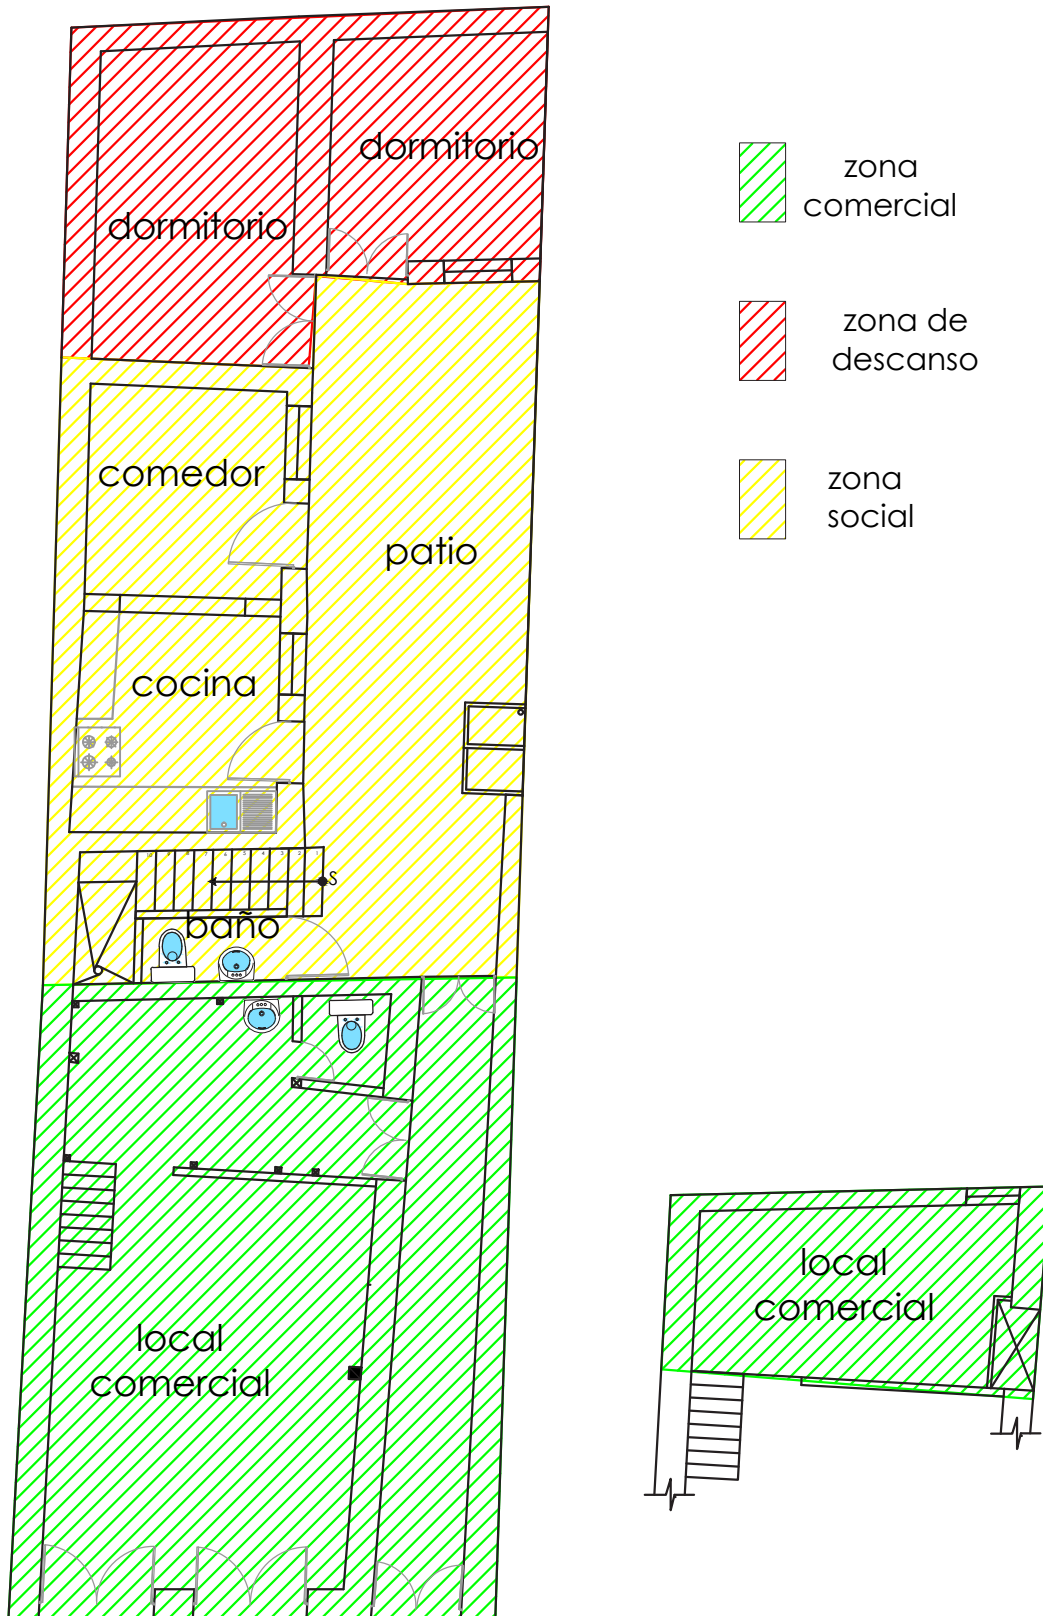 dormitorio
dormitorio
comedor
patio
cocina
S
baño
local
comercial
zona
comercial
zona de
descanso
zona
social
local
comercial